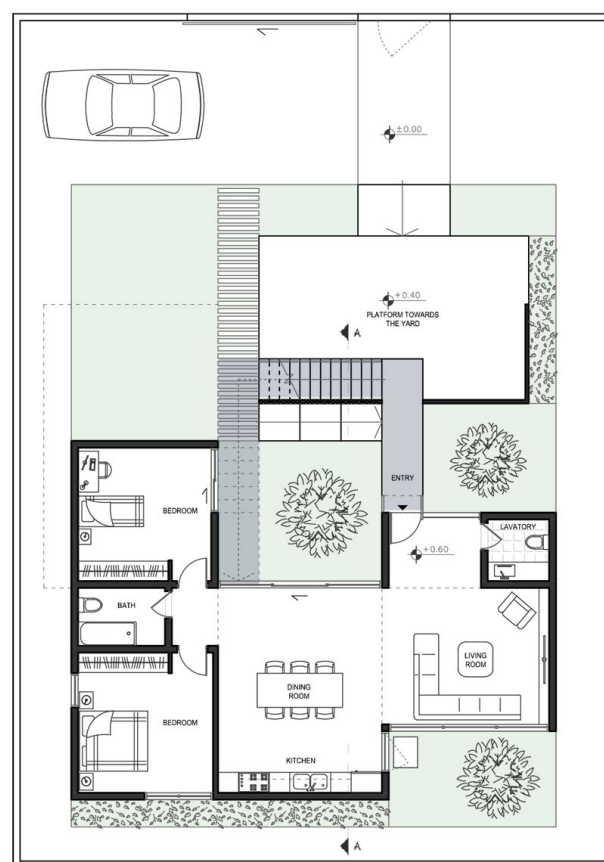 ±0.00
+0.40
PLATFORM TOWARDS
THE YARD
A
ENTRY
BEDROOM
LAVATORY
+0.60
BATH
LIVING
ROOM
DINING
ROOM
BEDROOM
KITCHEN
A